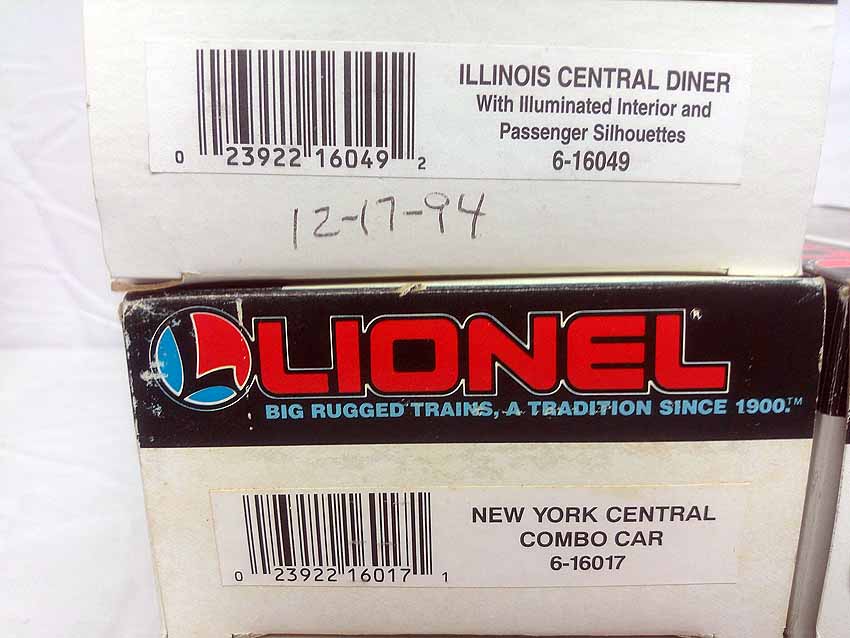 ILLINOIS CENTRAL DINER
With Illuminated Interior and
Passenger Silhouettes
6-16049
0 23922 16049 2
12-17-94
LIONEL®
BIG RUGGED TRAINS, A TRADITION SINCE 1900.™
NEW YORK CENTRAL
COMBO CAR
6-16017
0 23922 16017 1